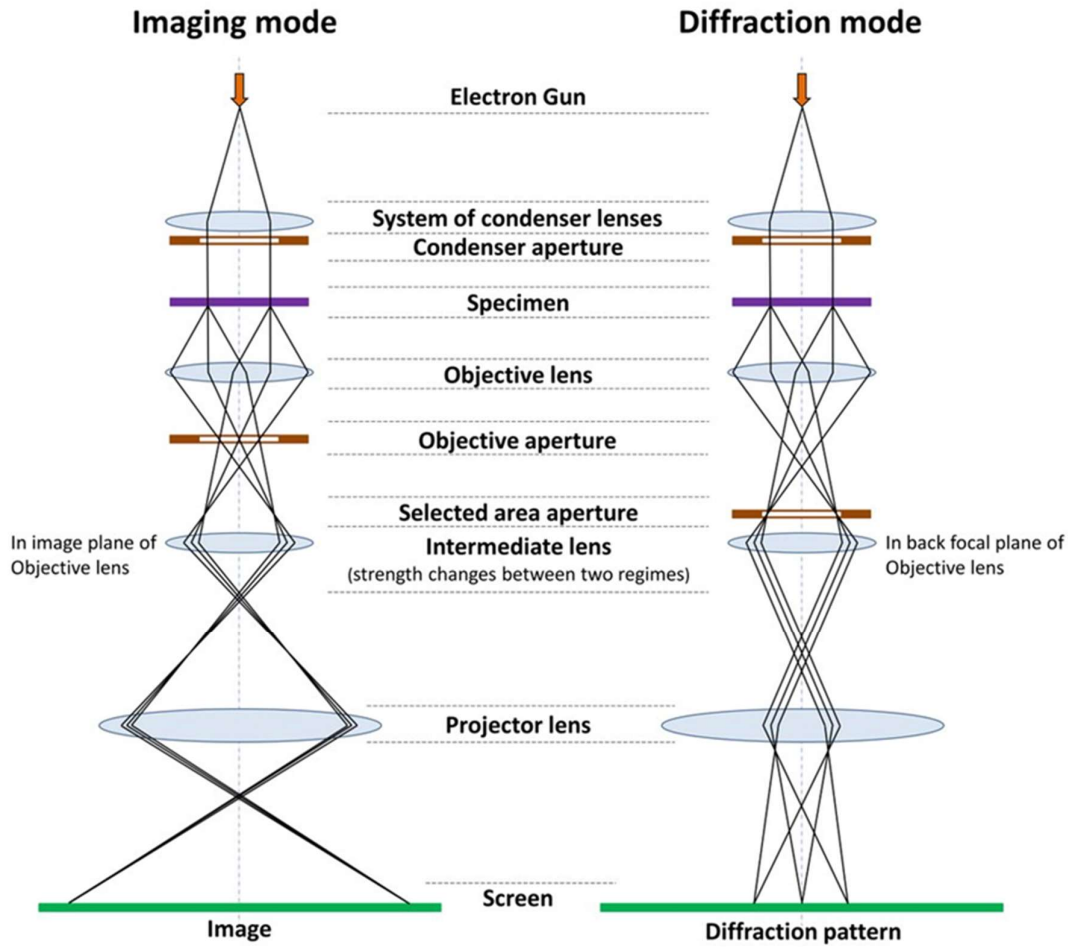 Imaging mode
Diffraction mode
Electron Gun
System of condenser lenses
Condenser aperture
Specimen
Objective lens
Objective aperture
Selected area aperture
In image plane of
Objective lens
Intermediate lens
(strength changes between two regimes)
In back focal plane of
Objective lens
Projector lens
Screen
Image
Diffraction pattern